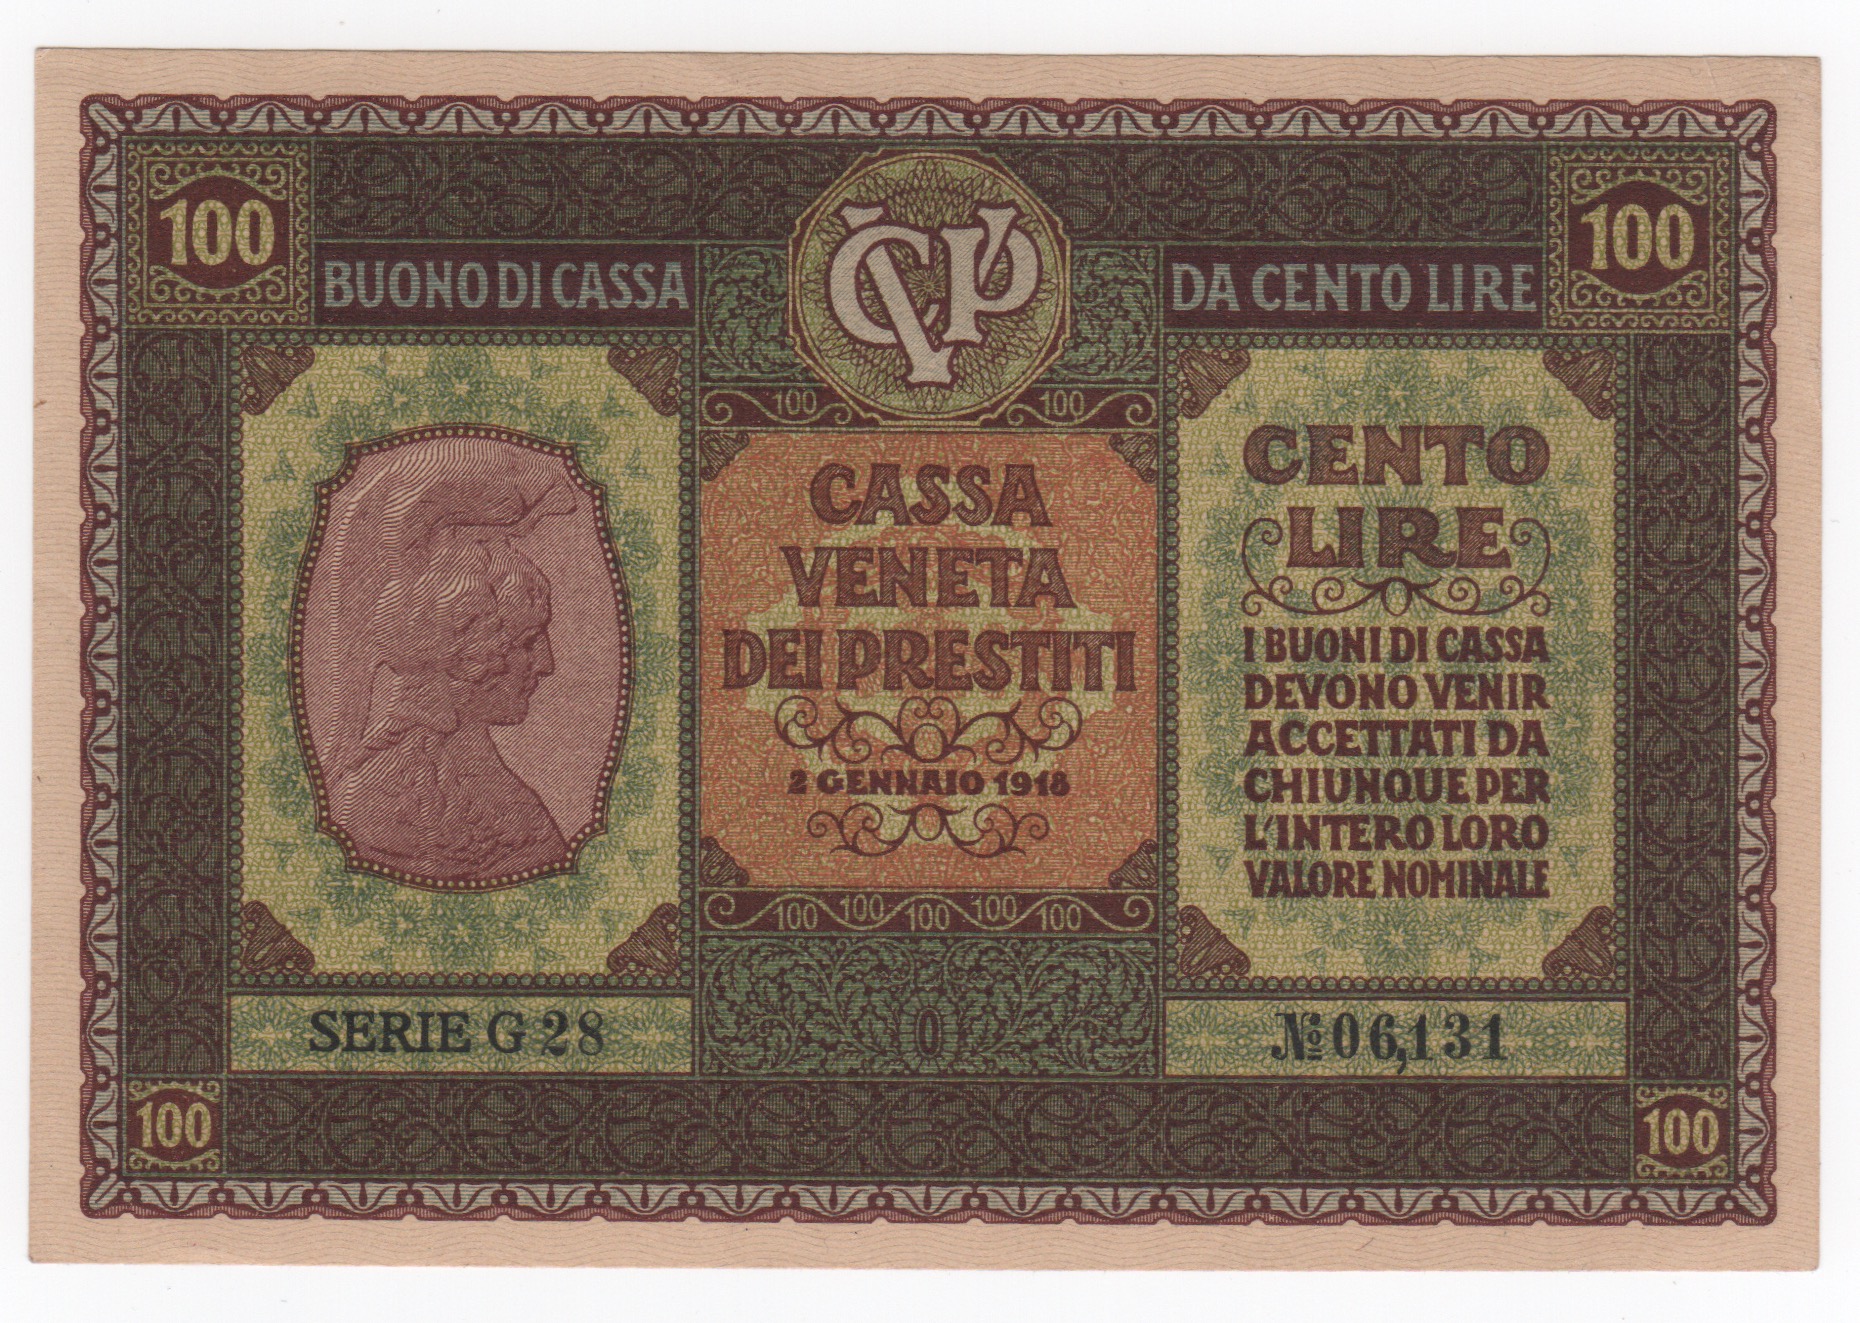 100
100
CVP
BUONO DI CASSA
DA CENTO LIRE
100 100
CASSA
VENETA
DEI PRESTITI
2 GENNAIO 1918
100 100 100 100 100
CENTO
LIRE
I BUONI DI CASSA
DEVONO VENIR
ACCETTATI DA
CHIUNQUE PER
L'INTERO LORO
VALORE NOMINALE
SERIE G 28
№ 06,131
100
100